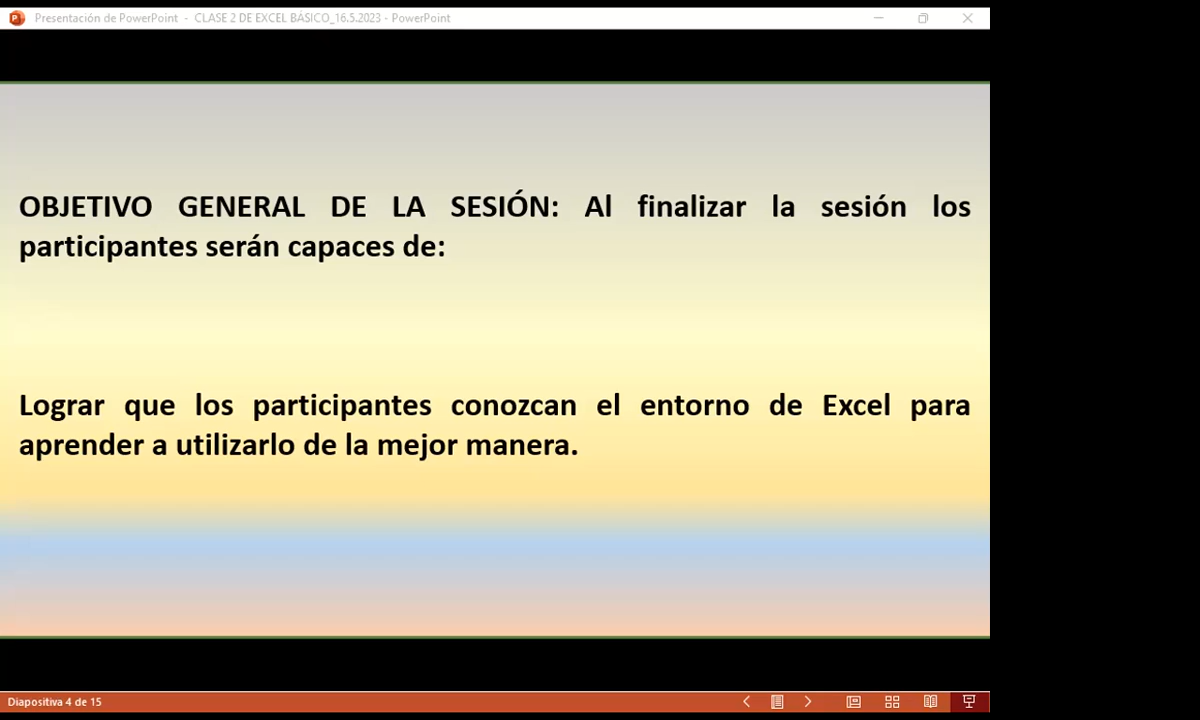 Presentación de PowerPoint - CLASE 2 DE EXCEL BÁSICO_16.5.2023 - PowerPoint
OBJETIVO GENERAL DE LA SESIÓN: Al finalizar la sesión los
participantes serán capaces de:
Lograr que los participantes conozcan el entorno de Excel para
aprender a utilizarlo de la mejor manera.
Diapositiva 4 de 15